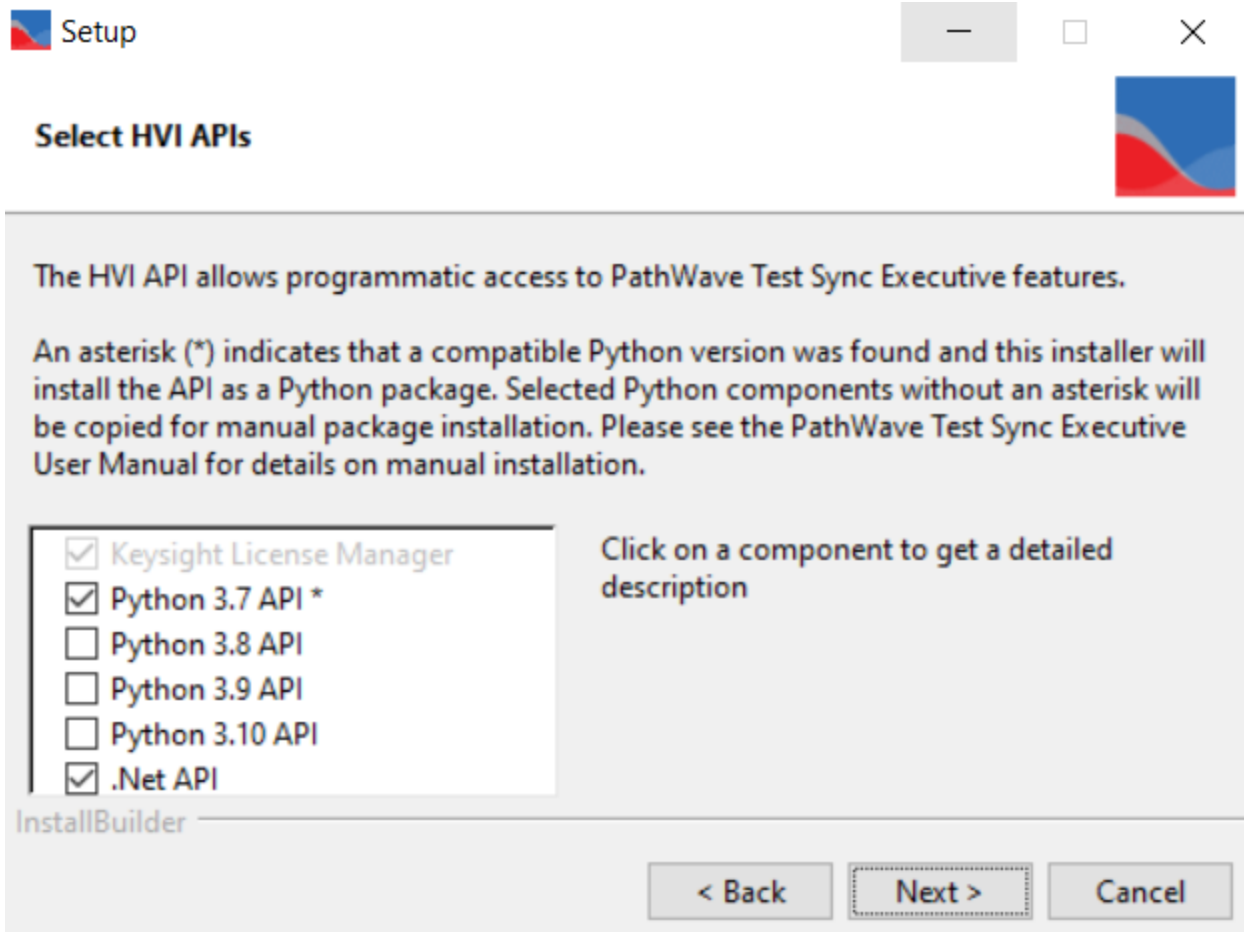 Setup
Select HVI APIs
The HVI API allows programmatic access to PathWave Test Sync Executive features.
An asterisk (*) indicates that a compatible Python version was found and this installer will
install the API as a Python package. Selected Python components without an asterisk will
be copied for manual package installation. Please see the PathWave Test Sync Executive
User Manual for details on manual installation.
Keysight License Manager
Python 3.7 API *
Python 3.8 API
Python 3.9 API
Python 3.10 API
.Net API
Click on a component to get a detailed
description
InstallBuilder
< Back
Next >
Cancel